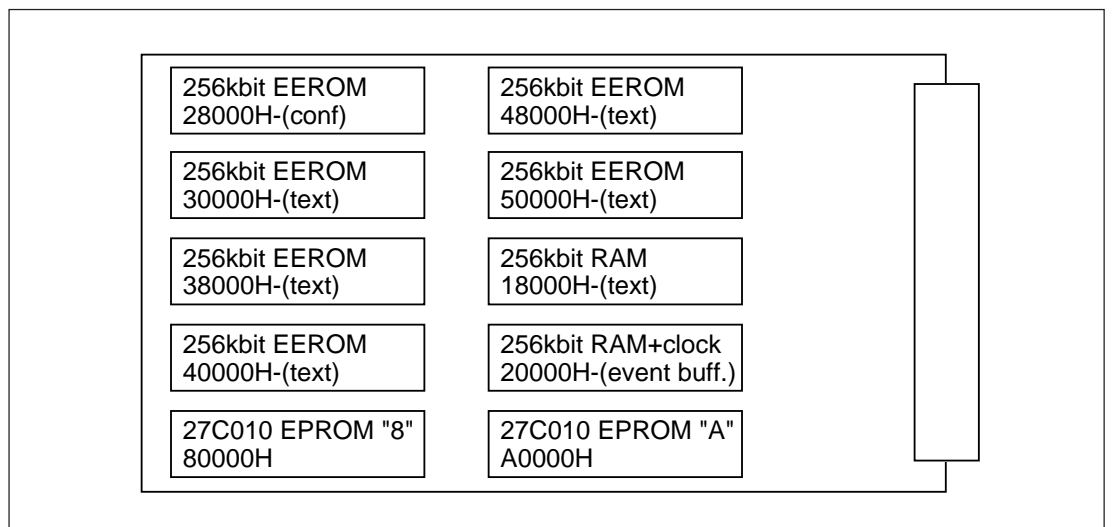 256kbit EEROM
28000H-(conf)
256kbit EEROM
48000H-(text)
256kbit EEROM
30000H-(text)
256kbit EEROM
50000H-(text)
256kbit EEROM
38000H-(text)
256kbit RAM
18000H-(text)
256kbit EEROM
40000H-(text)
256kbit RAM+clock
20000H-(event buff.)
27C010 EPROM "8"
80000H
27C010 EPROM "A"
A0000H